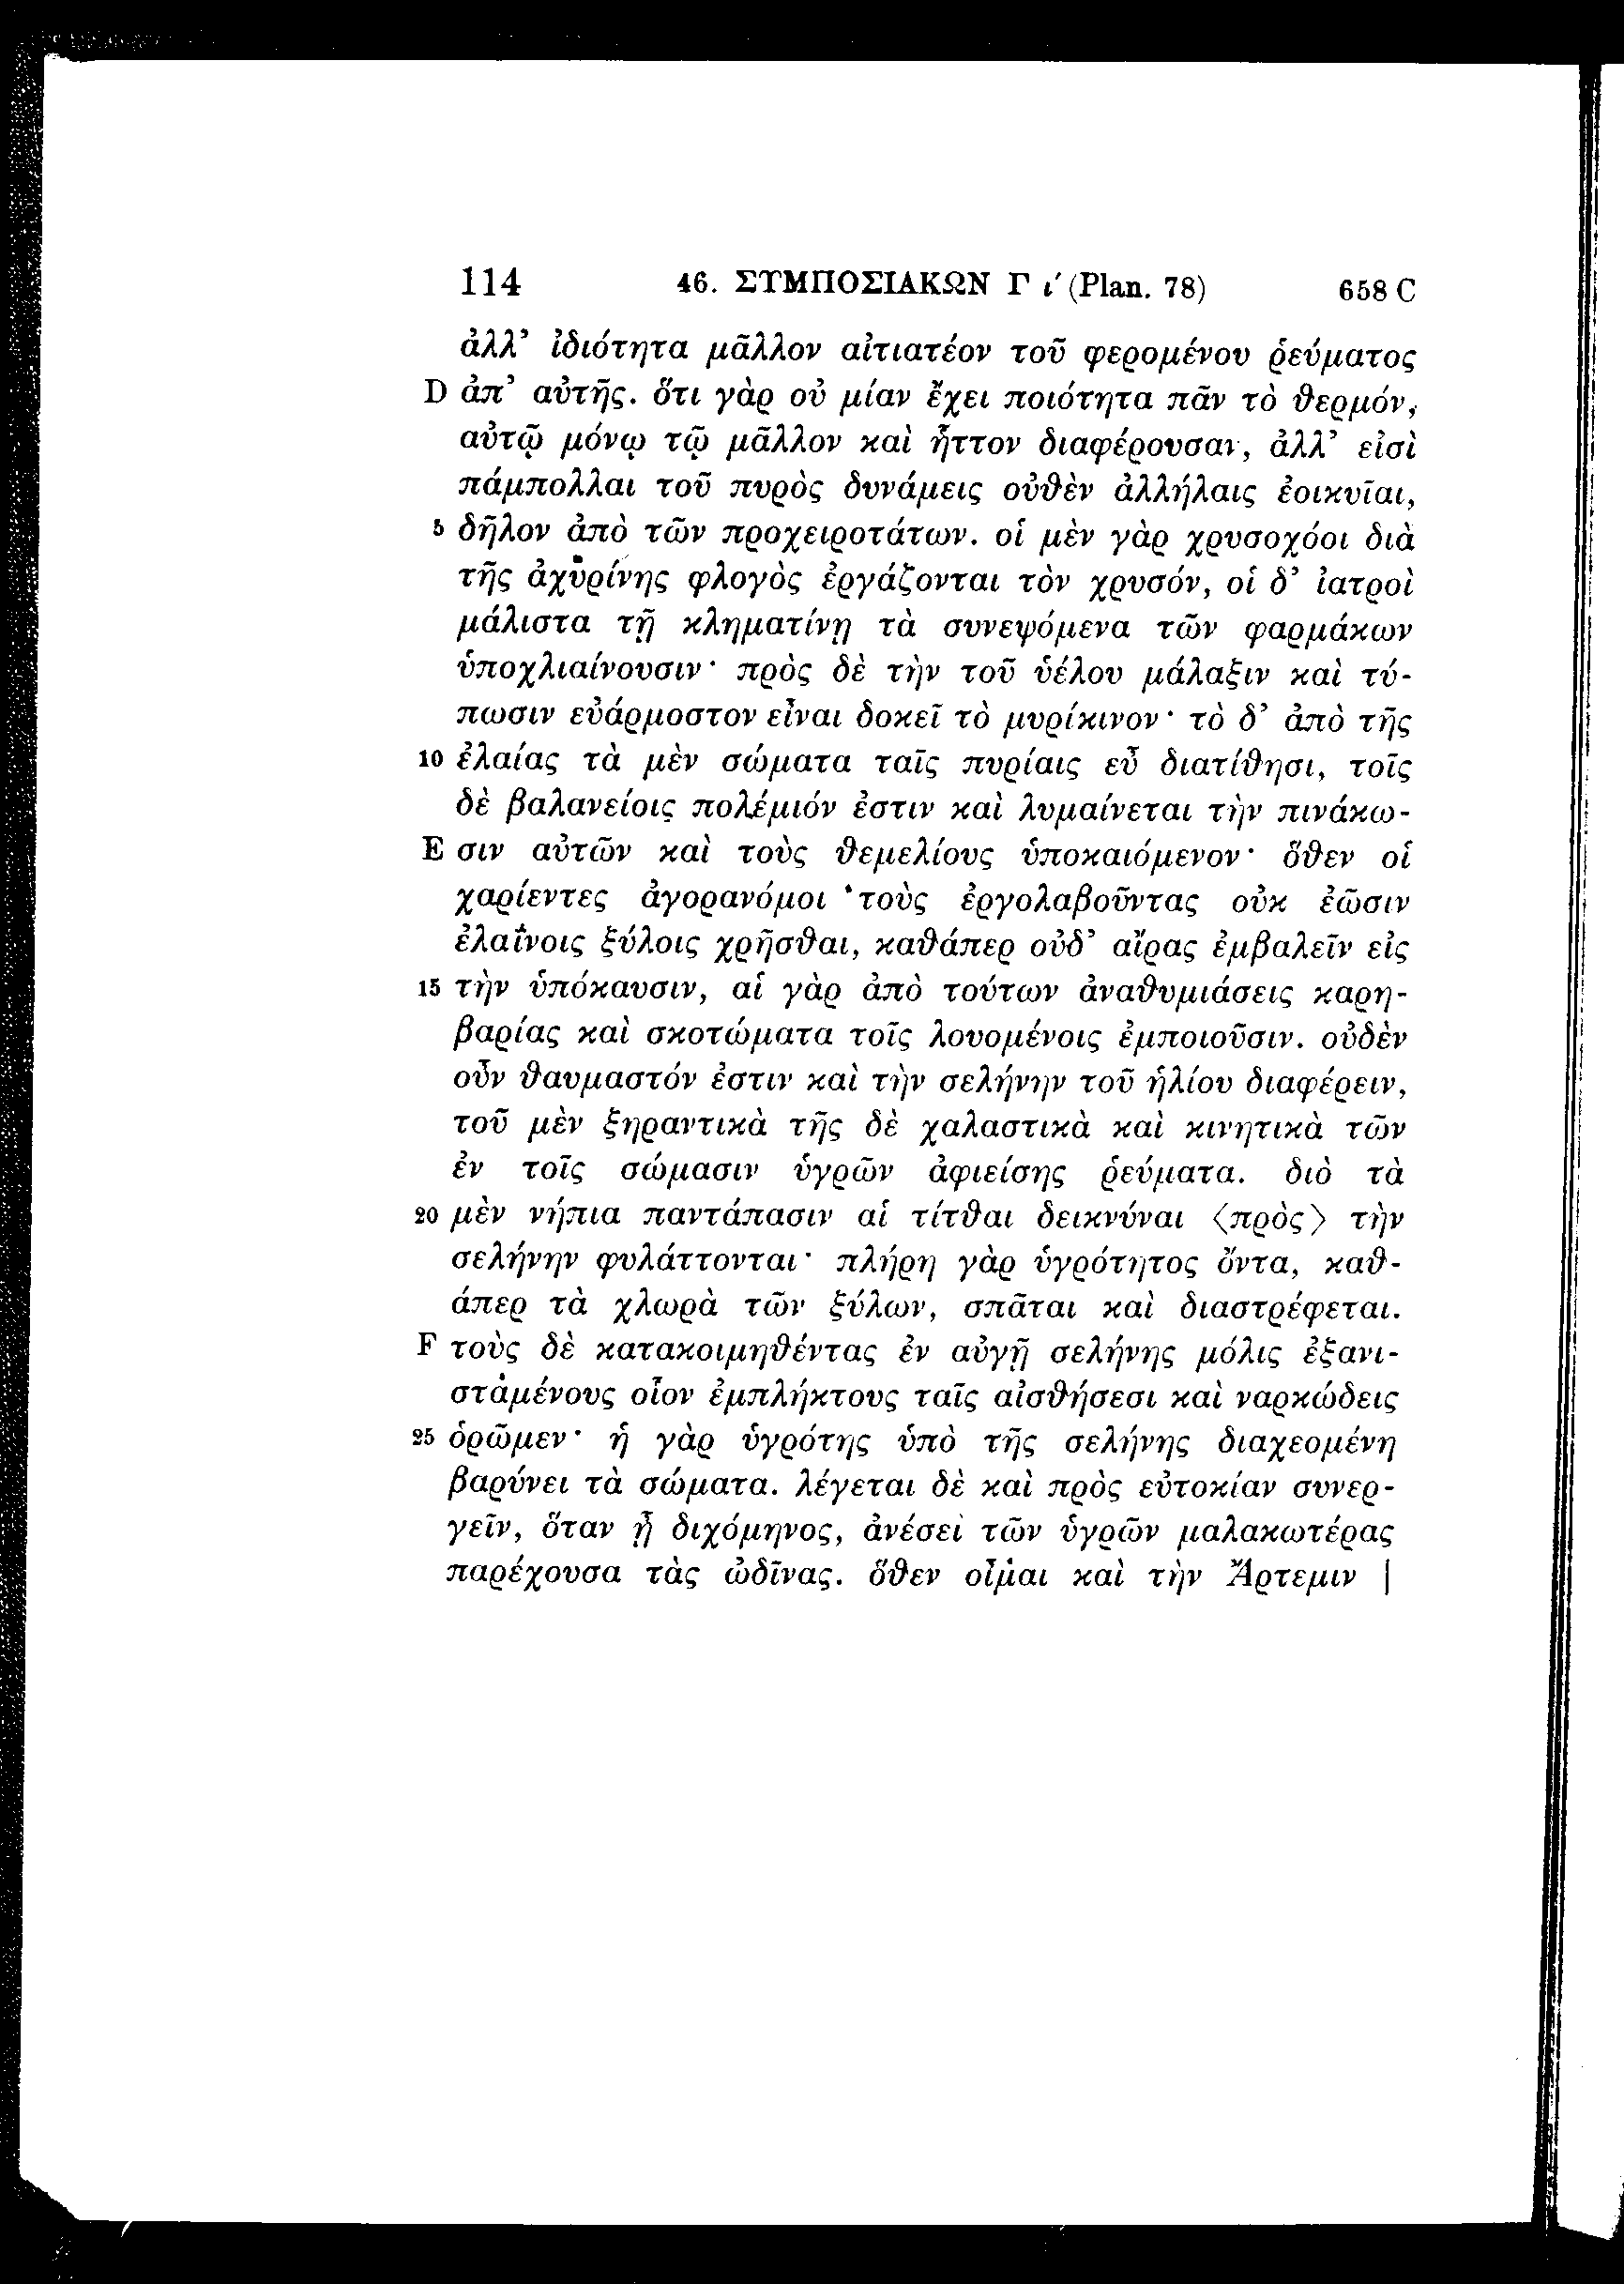 114 46. ΣΥΜΠΟΣΙΑΚΩΝ Γ ι΄ (Plan. 78) 658 C
ἀλλ’ ἰδιότητα μᾶλλον αἰτιατέον τοῦ φερομένου ῥεύματος
D ἀπ’ αὐτῆς. ὅτι γὰρ οὐ μίαν ἔχει ποιότητα πᾶν τὸ θερμόν,
αὐτῷ μόνῳ τῷ μᾶλλον καὶ ἧττον διαφέρουσαν, ἀλλ’ εἰσὶ
πάμπολλαι τοῦ πυρὸς δυνάμεις οὐθὲν ἀλλήλαις ἐοικυῖαι,
5 δῆλον ἀπὸ τῶν προχειροτάτων. οἱ μὲν γὰρ χρυσοχόοι διὰ
τῆς ἀχυρίνης φλογὸς ἐργάζονται τὸν χρυσόν, οἱ δ’ ἰατροὶ
μάλιστα τῇ κληματίνῃ τὰ συνεψόμενα τῶν φαρμάκων
ὑποχλιαίνουσιν· πρὸς δὲ τὴν τοῦ ὑέλου μάλαξιν καὶ τύ-
πωσιν εὐάρμοστον εἶναι δοκεῖ τὸ μυρίκινον· τὸ δ’ ἀπὸ τῆς
10 ἐλαίας τὰ μὲν σώματα ταῖς πυρίαις εὖ διατίθησι, τοῖς
δὲ βαλανείοις πολέμιόν ἐστιν καὶ λυμαίνεται τὴν πινάκω-
E σιν αὐτῶν καὶ τοὺς θεμελίους ὑποκαιόμενον· ὅθεν οἱ
χαρίεντες ἀγορανόμοι τοὺς ἐργολαβοῦντας οὐκ ἐῶσιν
ἐλαΐνοις ξύλοις χρῆσθαι, καθάπερ οὐδ’ αἴρας ἐμβαλεῖν εἰς
15 τὴν ὑπόκαυσιν, αἱ γὰρ ἀπὸ τούτων ἀναθυμιάσεις καρη-
βαρίας καὶ σκοτώματα τοῖς λουομένοις ἐμποιοῦσιν. οὐδὲν
οὖν θαυμαστόν ἐστιν καὶ τὴν σελήνην τοῦ ἡλίου διαφέρειν,
τοῦ μὲν ξηραντικὰ τῆς δὲ χαλαστικὰ καὶ κινητικὰ τῶν
ἐν τοῖς σώμασιν ὑγρῶν ἀφιείσης ῥεύματα. διὸ τὰ
20 μὲν νήπια παντάπασιν αἱ τίτθαι δεικνύναι ⟨πρὸς⟩ τὴν
σελήνην φυλάττονται· πλήρη γὰρ ὑγρότητος ὄντα, καθ-
άπερ τὰ χλωρὰ τῶν ξύλων, σπᾶται καὶ διαστρέφεται.
F τοὺς δὲ κατακοιμηθέντας ἐν αὐγῇ σελήνης μόλις ἐξανι-
σταμένους οἷον ἐμπλήκτους ταῖς αἰσθήσεσι καὶ ναρκώδεις
25 ὁρῶμεν· ἡ γὰρ ὑγρότης ὑπὸ τῆς σελήνης διαχεομένη
βαρύνει τὰ σώματα. λέγεται δὲ καὶ πρὸς εὐτοκίαν συνερ-
γεῖν, ὅταν ᾖ διχόμηνος, ἀνέσει τῶν ὑγρῶν μαλακωτέρας
παρέχουσα τὰς ὠδῖνας. ὅθεν οἶμαι καὶ τὴν Ἄρτεμιν |